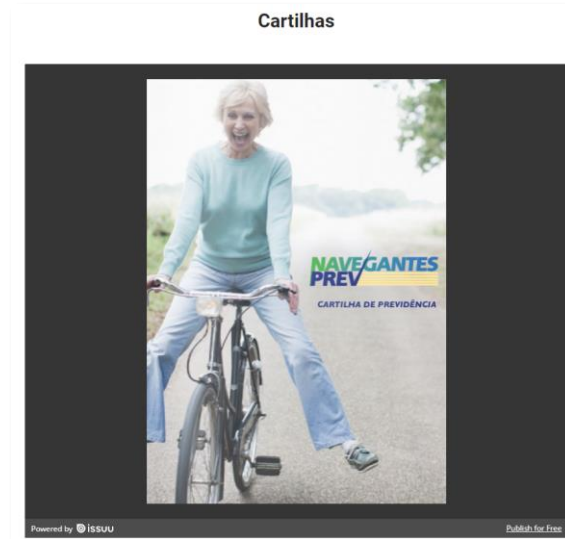 Cartilhas
NAVEGANTES
PREV
CARTILHA DE PREVIDÊNCIA
Powered by issuu
Publish for Free